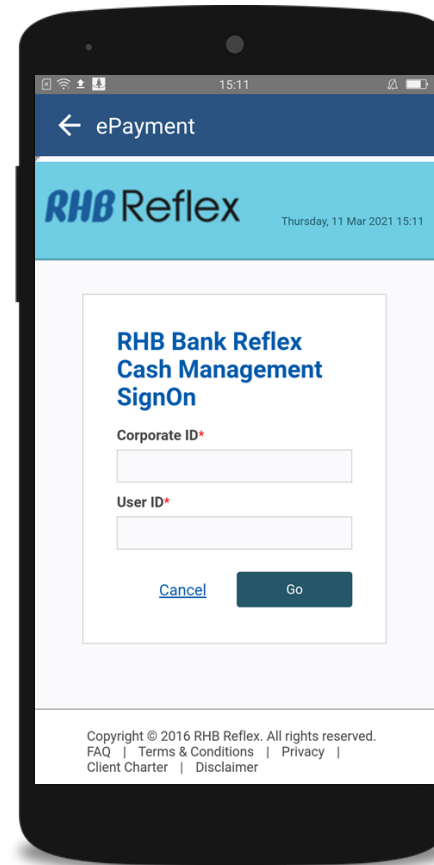 15:11
ePayment
RHB Reflex
Thursday, 11 Mar 2021 15:11
RHB Bank Reflex
Cash Management
SignOn
Corporate ID*
User ID*
Cancel
Go
Copyright © 2016 RHB Reflex. All rights reserved.
FAQ | Terms & Conditions | Privacy |
Client Charter | Disclaimer